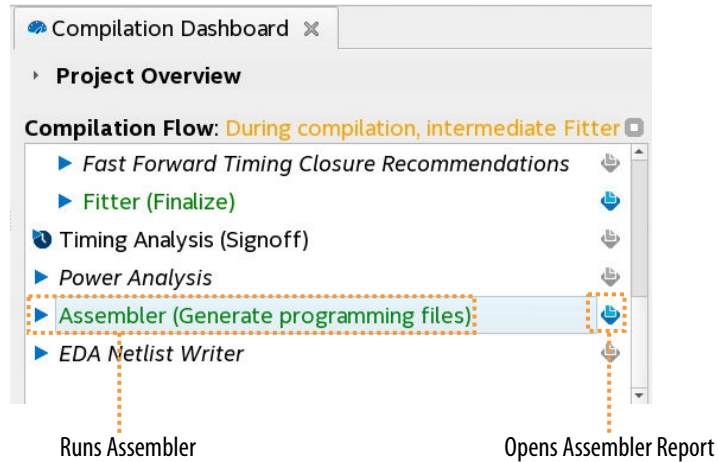 Compilation Dashboard
Project Overview
Compilation Flow: During compilation, intermediate Fitter
Fast Forward Timing Closure Recommendations
Fitter (Finalize)
Timing Analysis (Signoff)
Power Analysis
Assembler (Generate programming files)
EDA Netlist Writer
Runs Assembler
Opens Assembler Report